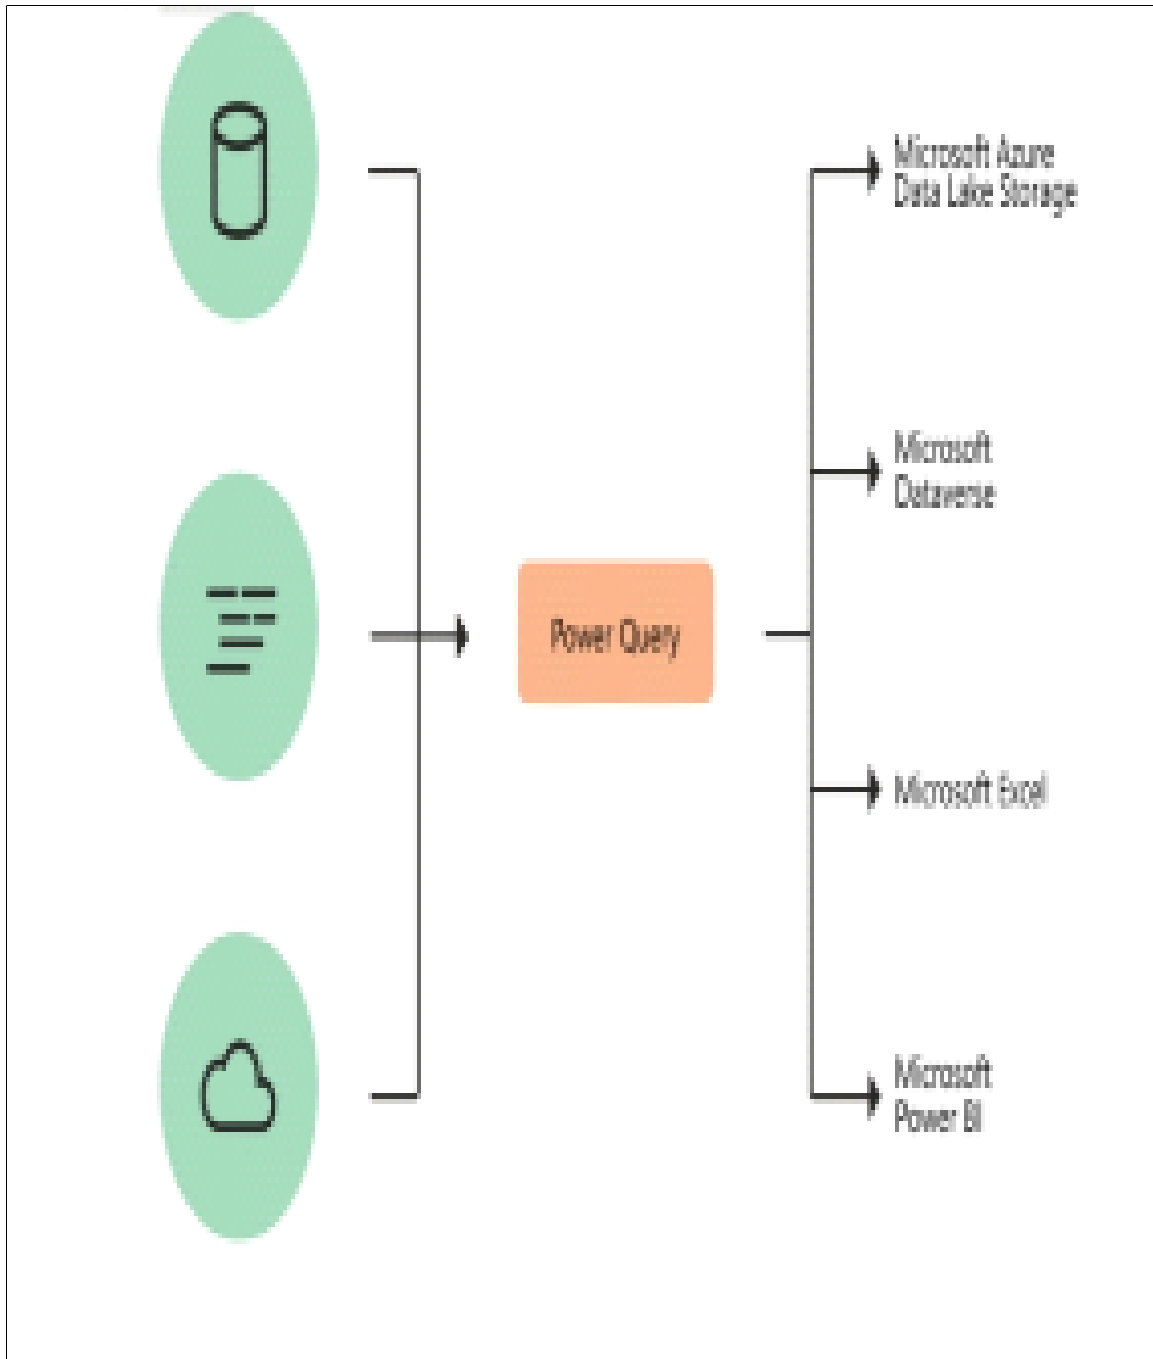 Microsoft Azure
Data Lake Storage
Microsoft
Dataverse
Power Query
Microsoft Excel
Microsoft
Power BI